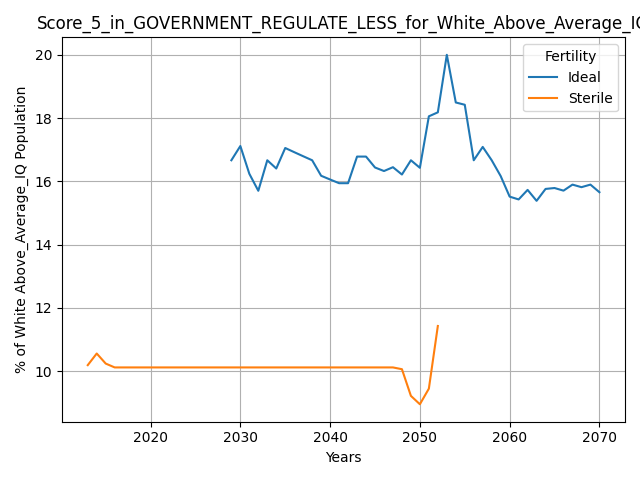 Score_5_in_GOVERNMENT_REGULATE_LESS_for_White_Above_Average_IQ
Fertility
Ideal
Sterile
20
18
16
14
12
10
% of White Above_Average_IQ Population
2020 2030 2040 2050 2060 2070
Years